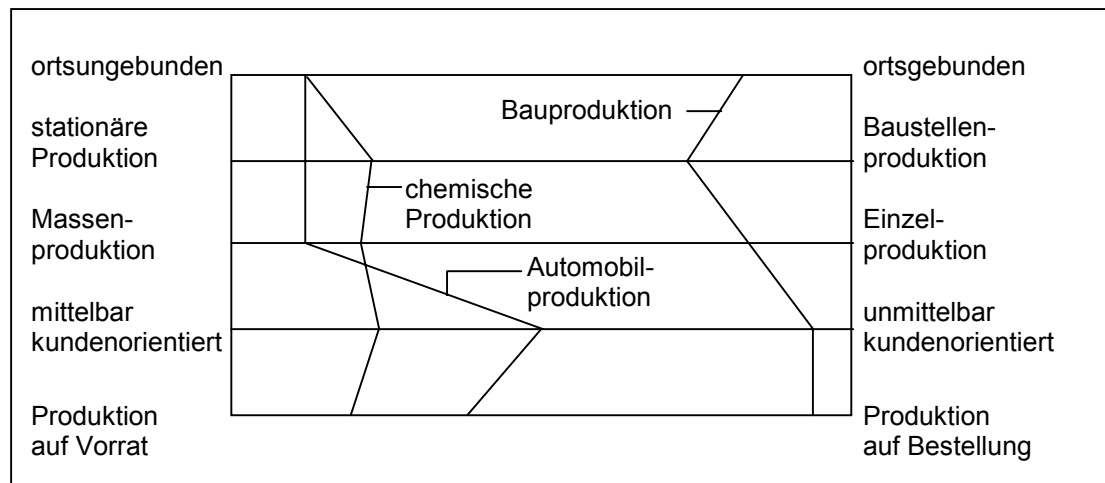 ortsungebunden
ortsgebunden
Bauproduktion
stationäre
Produktion
Baustellen-
produktion
chemische
Produktion
Massen-
produktion
Einzel-
produktion
Automobil-
produktion
mittelbar
kundenorientiert
unmittelbar
kundenorientiert
Produktion
auf Vorrat
Produktion
auf Bestellung